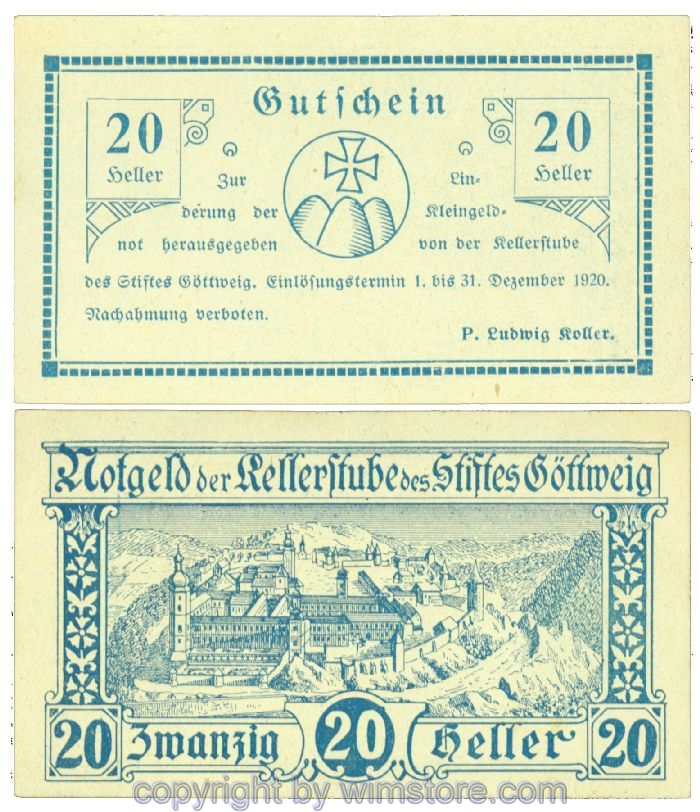 Gutschein
20 Heller
20 Heller
Zur Lin-
derung der Kleingeld-
not herausgegeben von der Kellerstube
des Stiftes Göttweig. Einlösungstermin 1. bis 31. Dezember 1920.
Nachahmung verboten.
P. Ludwig Koller.
Notgeld der Kellerstube des Stiftes Göttweig
20 Zwanzig 20 Heller 20
copyright by wimstore.com